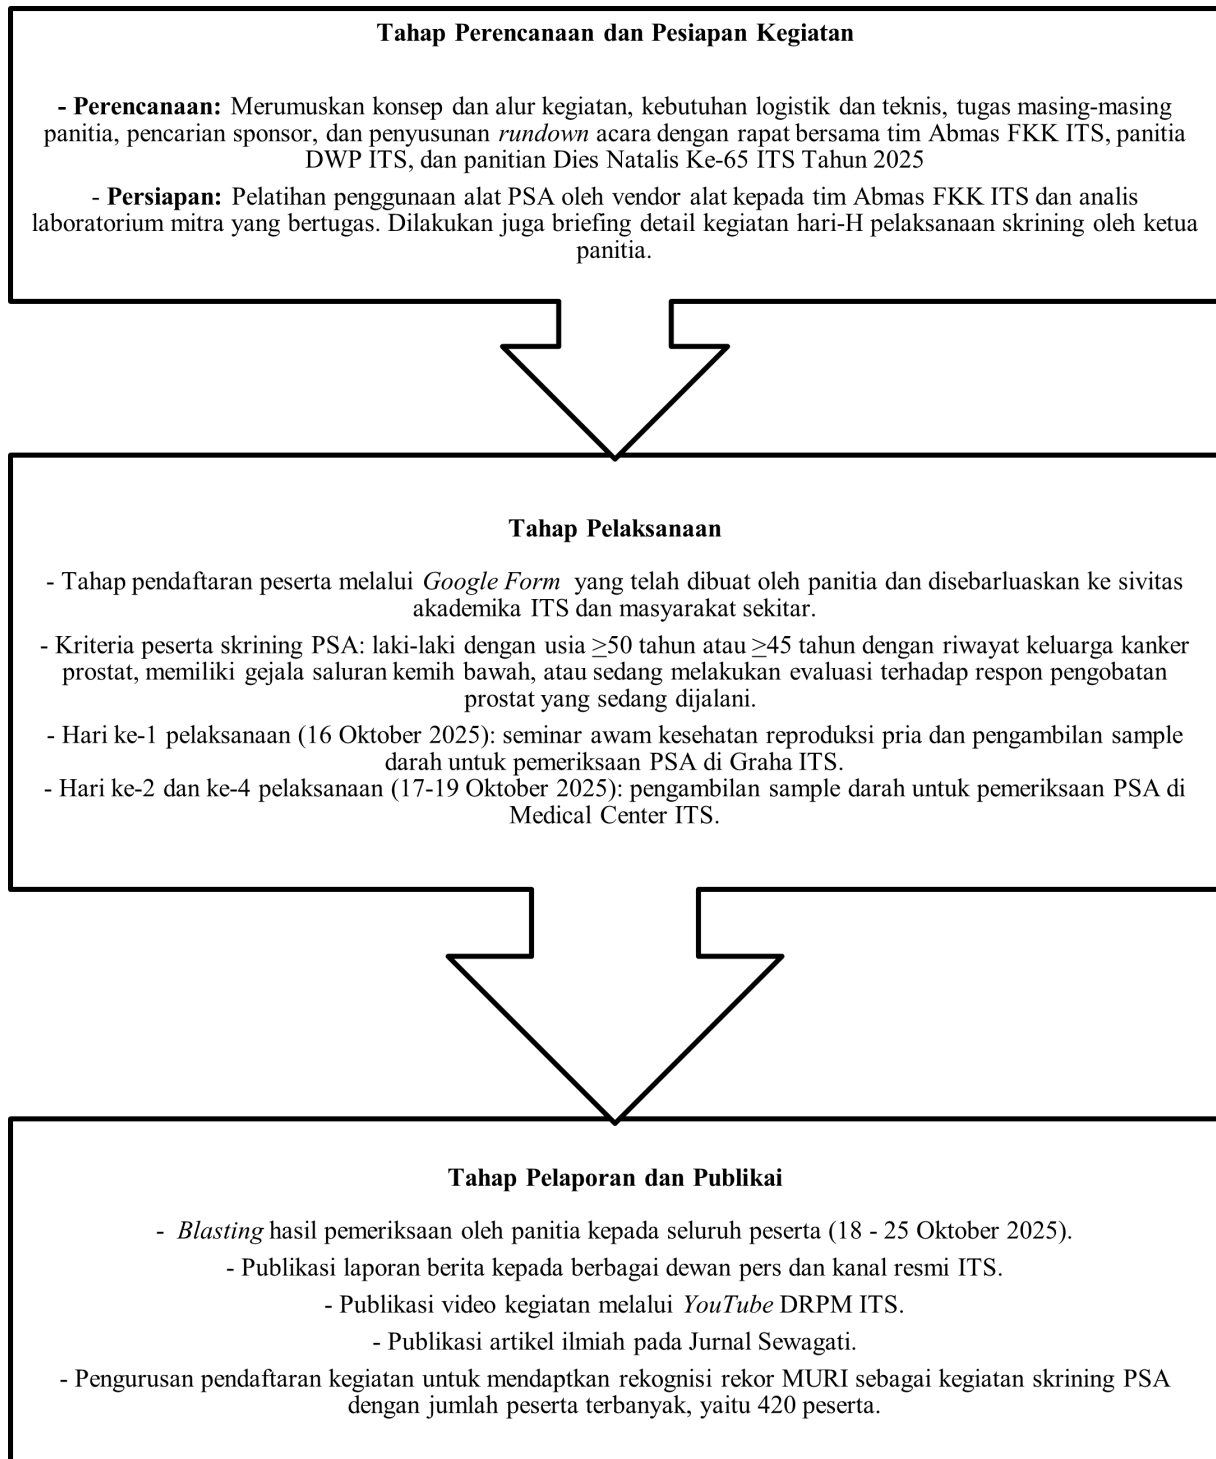 Tahap Perencanaan dan Pesiapan Kegiatan
- Perencanaan: Merumuskan konsep dan alur kegiatan, kebutuhan logistik dan teknis, tugas masing-masing
panitia, pencarian sponsor, dan penyusunan rundown acara dengan rapat bersama tim Abmas FKK ITS, panitia
DWP ITS, dan panitian Dies Natalis Ke-65 ITS Tahun 2025
- Persiapan: Pelatihan penggunaan alat PSA oleh vendor alat kepada tim Abmas FKK ITS dan analis
laboratorium mitra yang bertugas. Dilakukan juga briefing detail kegiatan hari-H pelaksanaan skrining oleh ketua
panitia.
Tahap Pelaksanaan
- Tahap pendaftaran peserta melalui Google Form yang telah dibuat oleh panitia dan disebarluaskan ke sivitas
akademika ITS dan masyarakat sekitar.
- Kriteria peserta skrining PSA: laki-laki dengan usia ≥50 tahun atau ≥45 tahun dengan riwayat keluarga kanker
prostat, memiliki gejala saluran kemih bawah, atau sedang melakukan evaluasi terhadap respon pengobatan
prostat yang sedang dijalani.
- Hari ke-1 pelaksanaan (16 Oktober 2025): seminar awam kesehatan reproduksi pria dan pengambilan sample
darah untuk pemeriksaan PSA di Graha ITS.
- Hari ke-2 dan ke-4 pelaksanaan (17-19 Oktober 2025): pengambilan sample darah untuk pemeriksaan PSA di
Medical Center ITS.
Tahap Pelaporan dan Publikai
- Blasting hasil pemeriksaan oleh panitia kepada seluruh peserta (18 - 25 Oktober 2025).
- Publikasi laporan berita kepada berbagai dewan pers dan kanal resmi ITS.
- Publikasi video kegiatan melalui YouTube DRPM ITS.
- Publikasi artikel ilmiah pada Jurnal Sewagati.
- Pengurusan pendaftaran kegiatan untuk mendaptkan rekognisi rekor MURI sebagai kegiatan skrining PSA
dengan jumlah peserta terbanyak, yaitu 420 peserta.